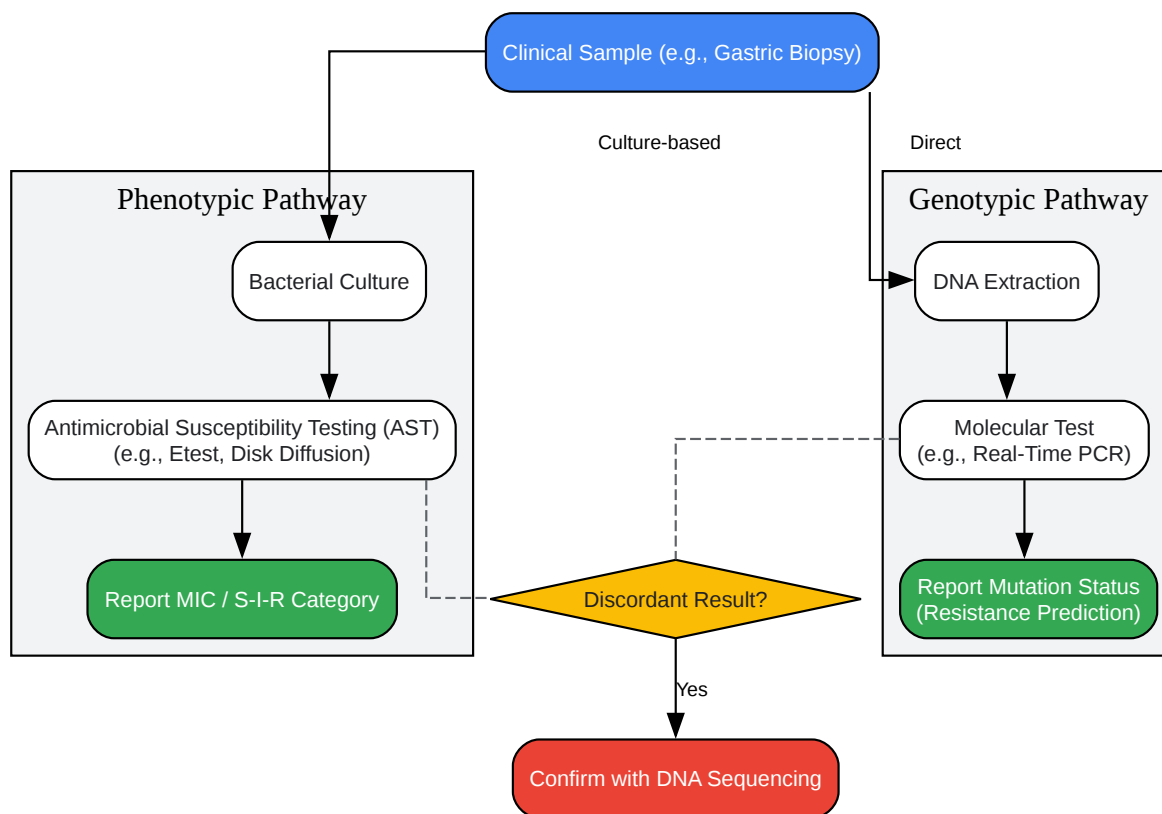 Clinical Sample (e.g., Gastric Biopsy)
Culture-based
Direct
Phenotypic Pathway
Genotypic Pathway
Bacterial Culture
DNA Extraction
Antimicrobial Susceptibility Testing (AST)
(e.g., Etest, Disk Diffusion)
Molecular Test
(e.g., Real-Time PCR)
Report MIC / S-I-R Category
Discordant Result?
Report Mutation Status
(Resistance Prediction)
Yes
Confirm with DNA Sequencing